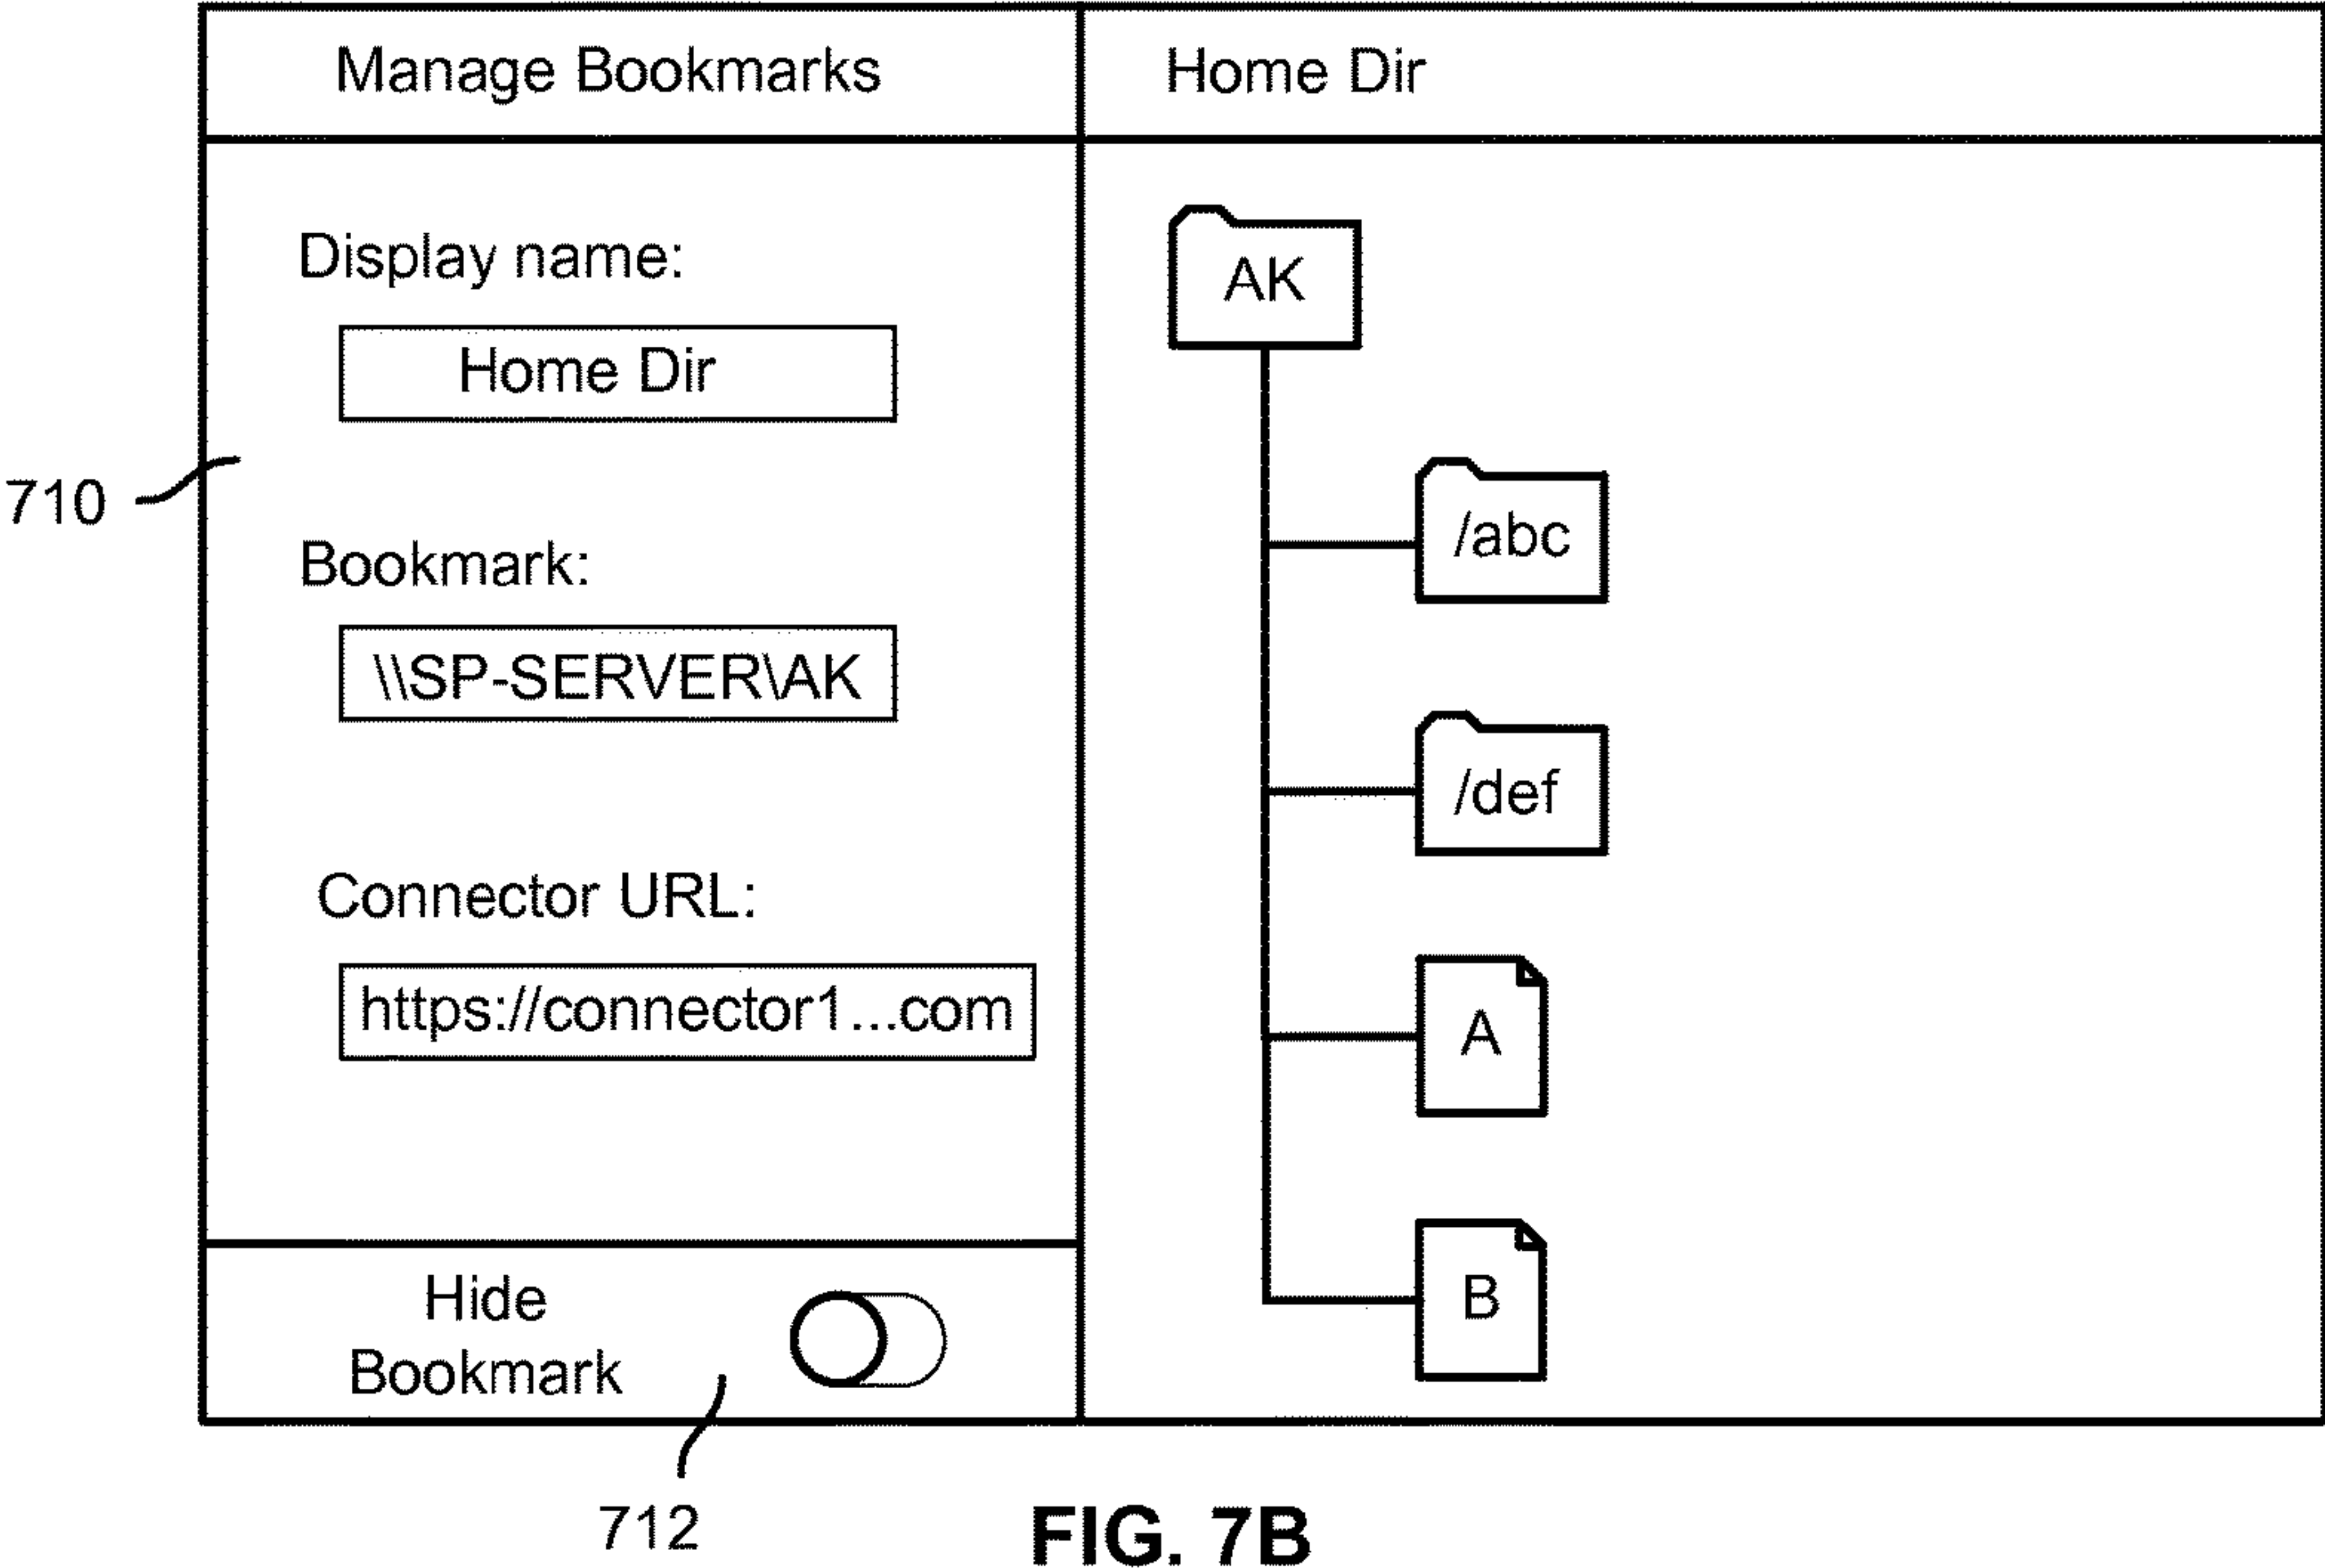 Manage Bookmarks
Home Dir
Display name:
Home Dir
710
Bookmark:
\\SP-SERVER\AK
Connector URL:
https://connector1...com
Hide
Bookmark
712
AK
/abc
/def
A
B
FIG. 7B